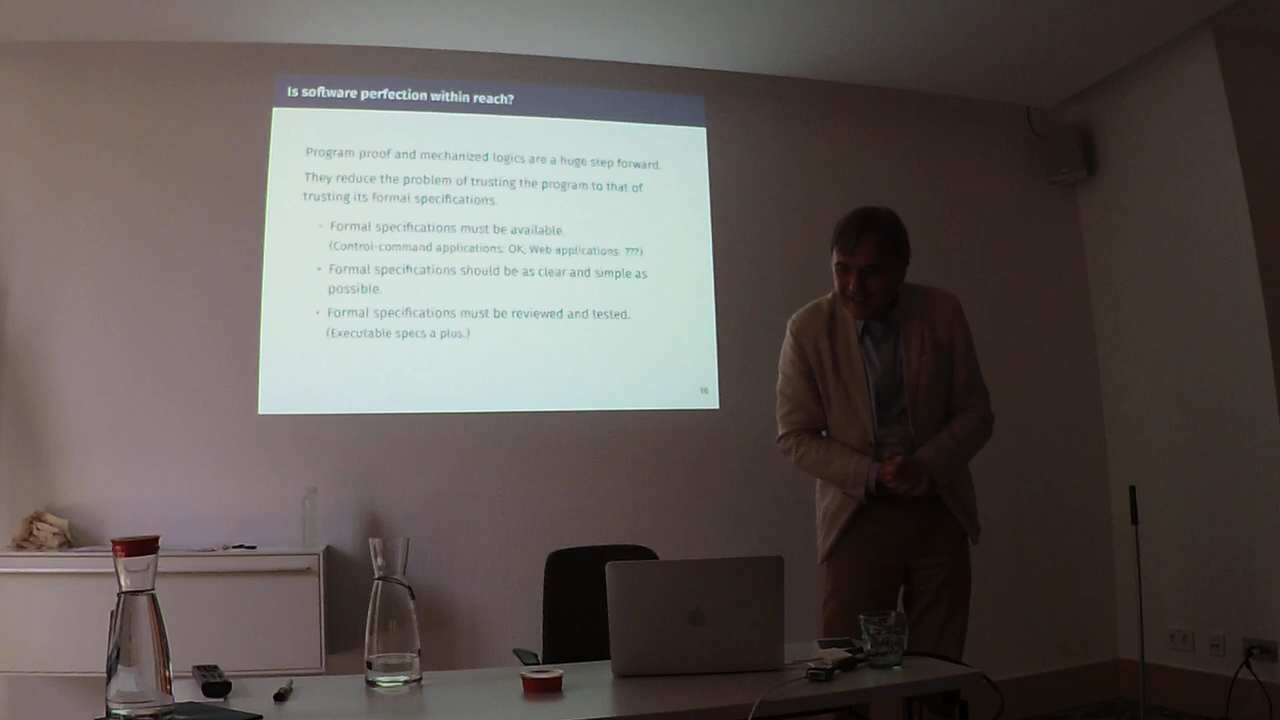 Is software perfection within reach?
Program proof and mechanized logics are a huge step forward.
They reduce the problem of trusting the program to that of
trusting its formal specifications.
• Formal specifications must be available.
(Control-command applications: OK; Web applications: ???)
• Formal specifications should be as clear and simple as
possible.
• Formal specifications must be reviewed and tested.
(Executable specs a plus.)
16